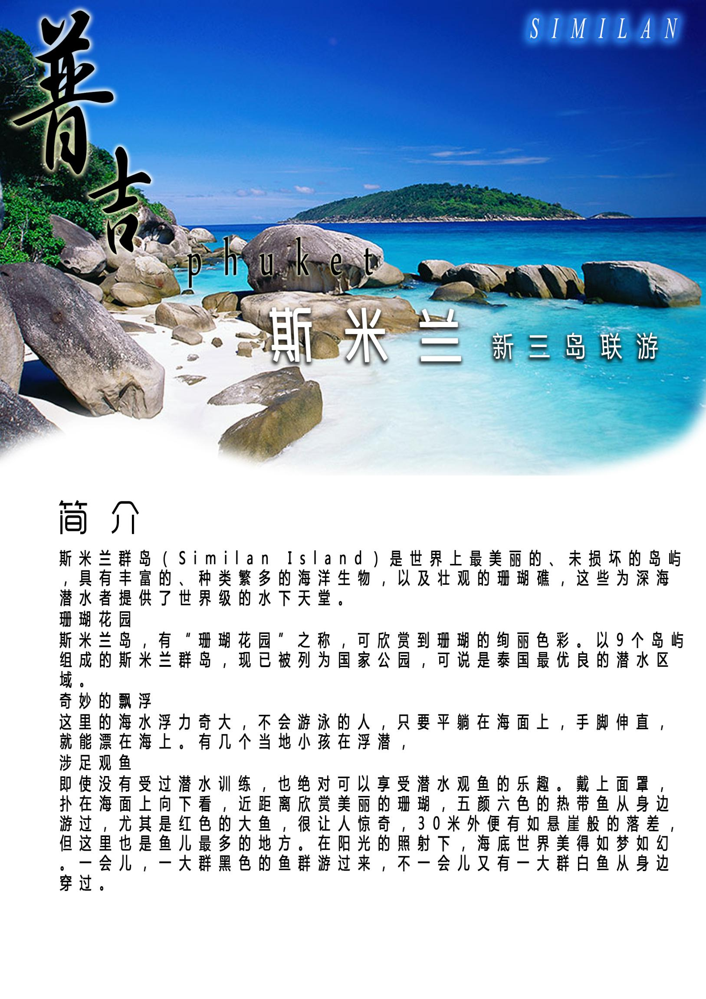 SIMILAN
普吉
phuket
斯米兰 新三岛联游
简介
斯米兰群岛(Similan Island)是世界上最美丽的、未损坏的岛屿
,具有丰富的、种类繁多的海洋生物,以及壮观的珊瑚礁,这些为深海
潜水者提供了世界级的水下天堂。
珊瑚花园
斯米兰岛,有“珊瑚花园”之称,可欣赏到珊瑚的绚丽色彩。以9个岛屿
组成的斯米兰群岛,现已被列为国家公园,可说是泰国最优良的潜水区
域。
奇妙的飘浮
这里的海水浮力奇大,不会游泳的人,只要平躺在海面上,手脚伸直,
就能漂在海上。有几个当地小孩在浮潜,
涉足观鱼
即使没有受过潜水训练,也绝对可以享受潜水观鱼的乐趣。戴上面罩,
扑在海面上向下看,近距离欣赏美丽的珊瑚,五颜六色的热带鱼从身边
游过,尤其是红色的大鱼,很让人惊奇,30米外便有如悬崖般的落差,
但这里也是鱼儿最多的地方。在阳光的照射下,海底世界美得如梦如幻
。一会儿,一大群黑色的鱼群游过来,不一会儿又有一大群白鱼从身边
穿过。